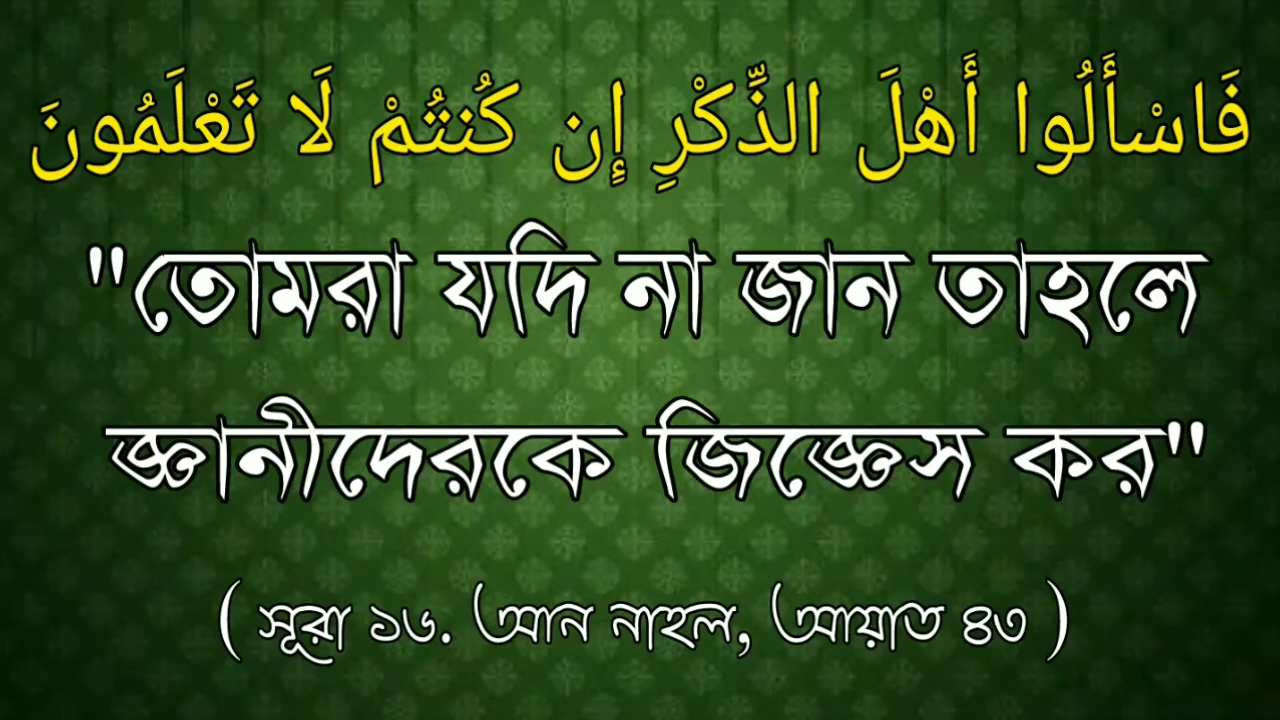 فَاسْأَلُوا أَهْلَ الذِّكْرِ إِن كُنتُمْ لَا تَعْلَمُونَ
"তোমরা যদি না জান তাহলে
জ্ঞানীদেরকে জিজ্ঞেস কর"
( সূরা ১৬. আন নাহল, আয়াত ৪৩ )